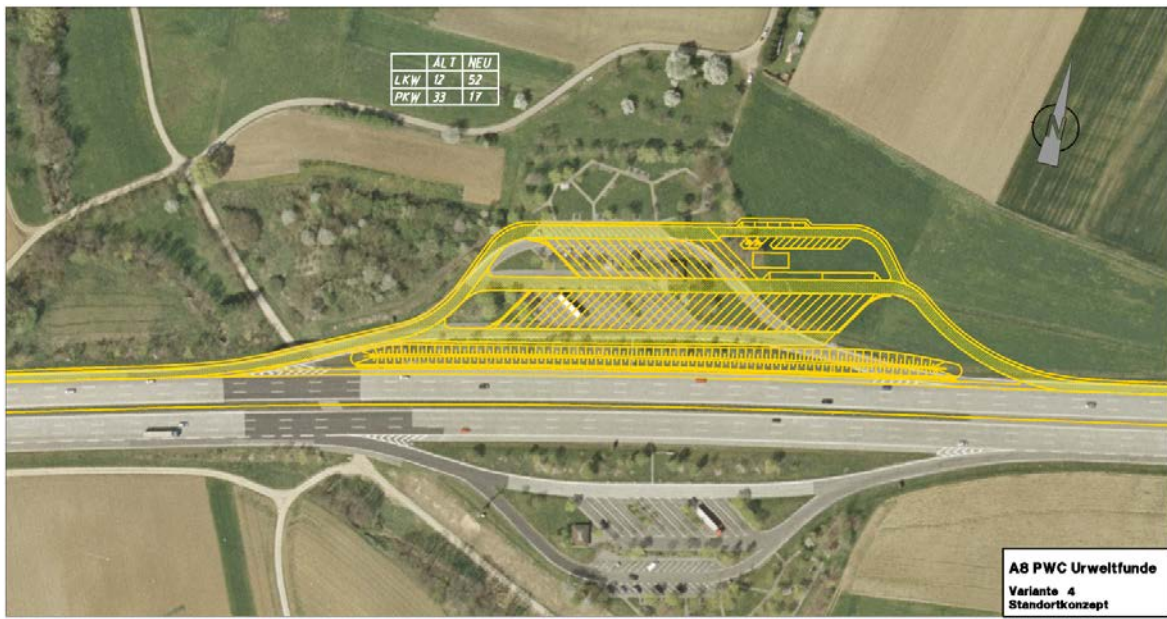 ALT NEU
LKW 12 52
PKW 33 17
N
A8 PWC Urweltfunde
Variante 4
Standortkonzept